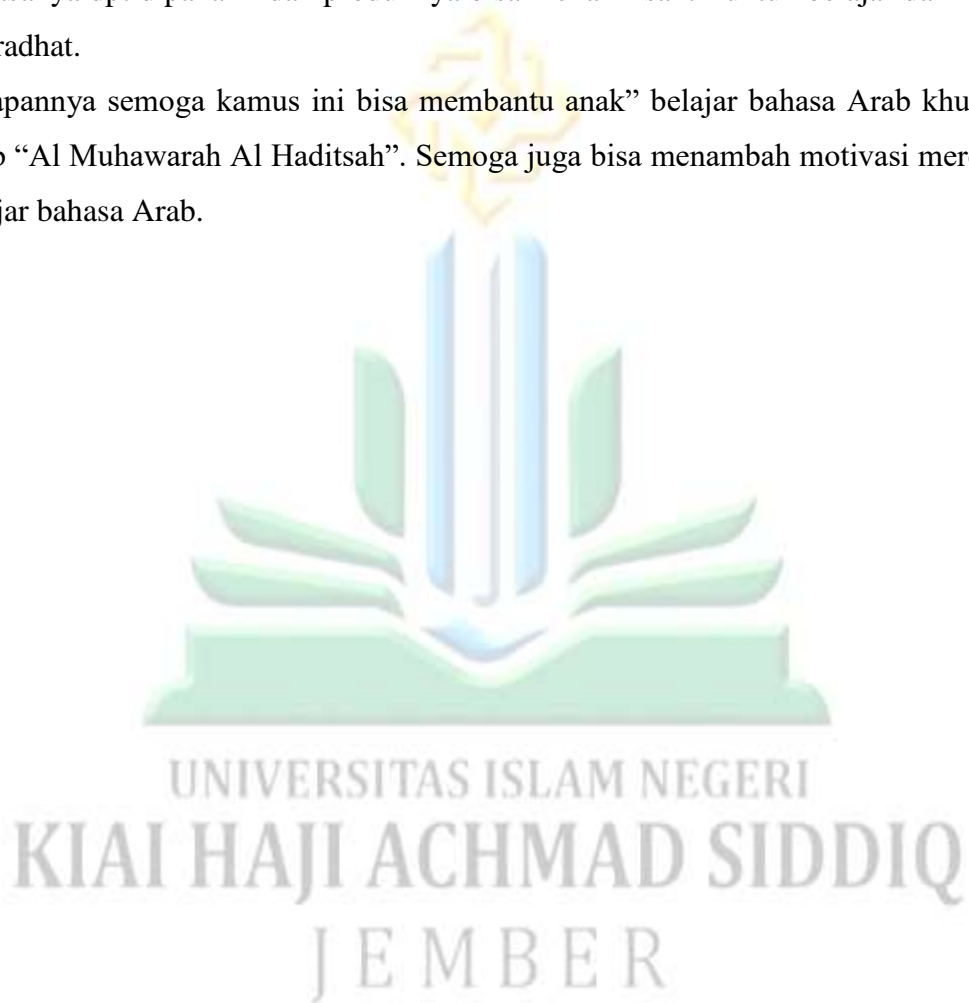 radhat.
apannya semoga kamus ini bisa membantu anak” belajar bahasa Arab khu
“Al Muhawarah Al Haditsah”. Semoga juga bisa menambah motivasi mer
jar bahasa Arab.
UNIVERSITAS ISLAM NEGERI
KIAI HAJI ACHMAD SIDDIQ
JEMBER